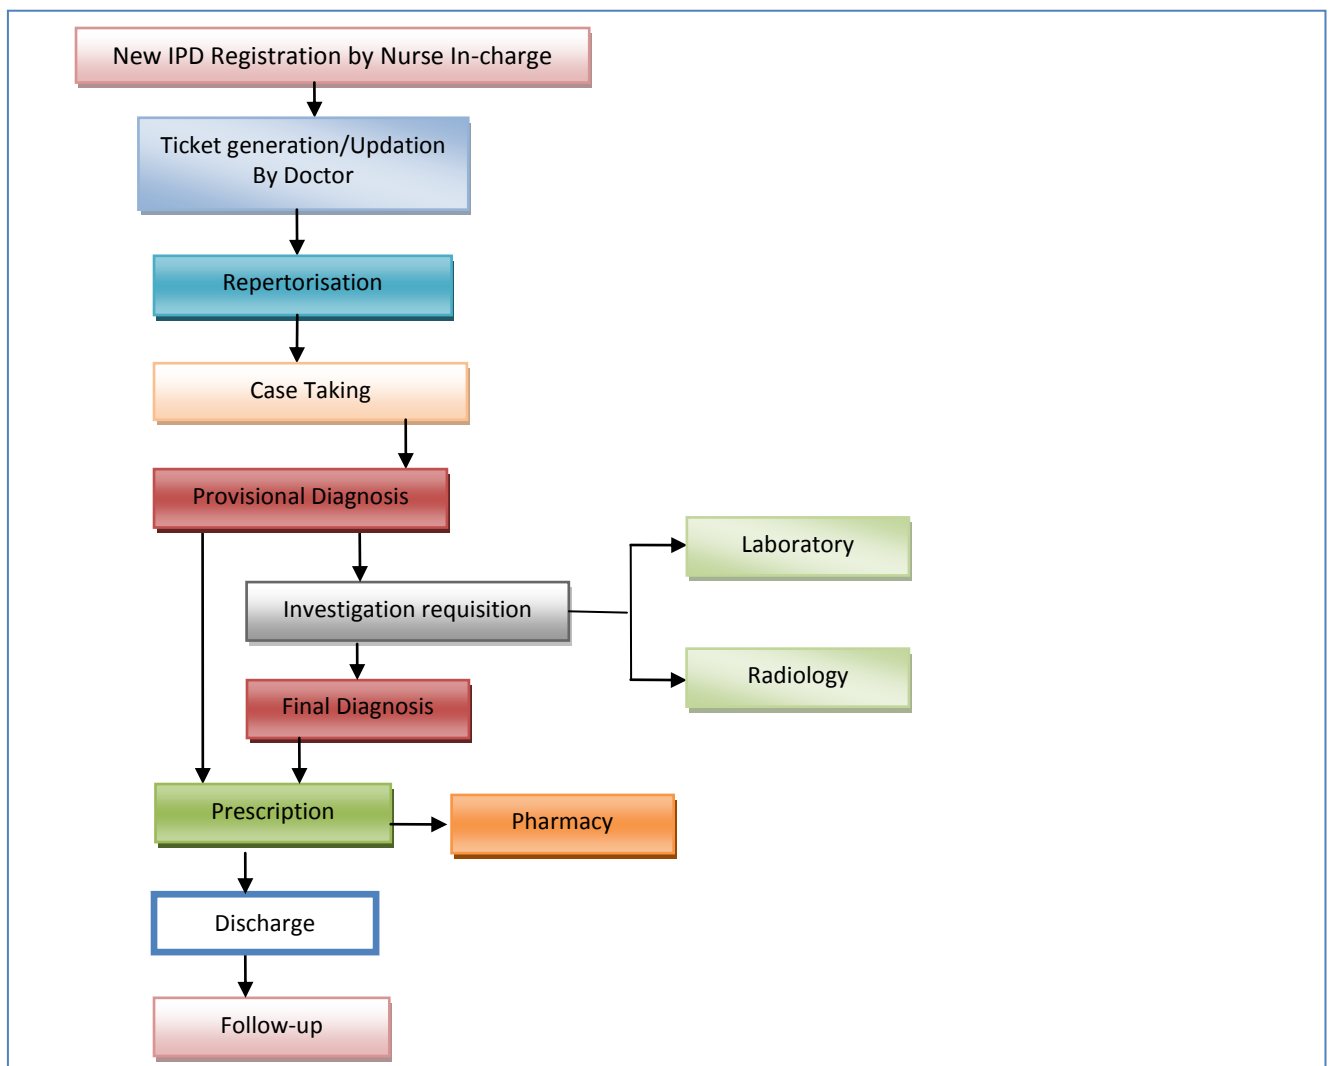 New IPD Registration by Nurse In-charge
Ticket generation/Updation
By Doctor
Repertorisation
Case Taking
Provisional Diagnosis
Laboratory
Investigation requisition
Radiology
Final Diagnosis
Prescription
Pharmacy
Discharge
Follow-up